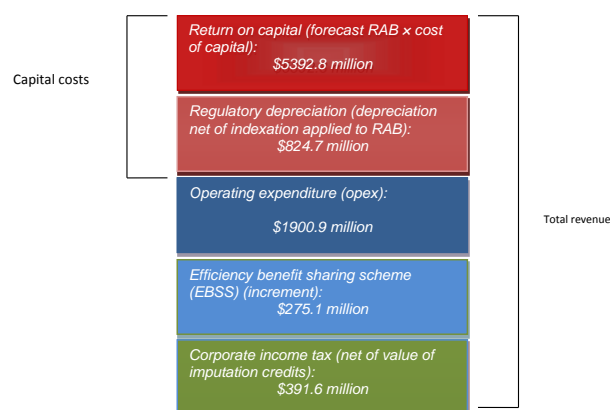 Return on capital (forecast RAB × cost
of capital):
$5392.8 million
Capital costs
Regulatory depreciation (depreciation
net of indexation applied to RAB):
$824.7 million
Operating expenditure (opex):
$1900.9 million
Total revenue
Efficiency benefit sharing scheme
(EBSS) (increment):
$275.1 million
Corporate income tax (net of value of
imputation credits):
$391.6 million